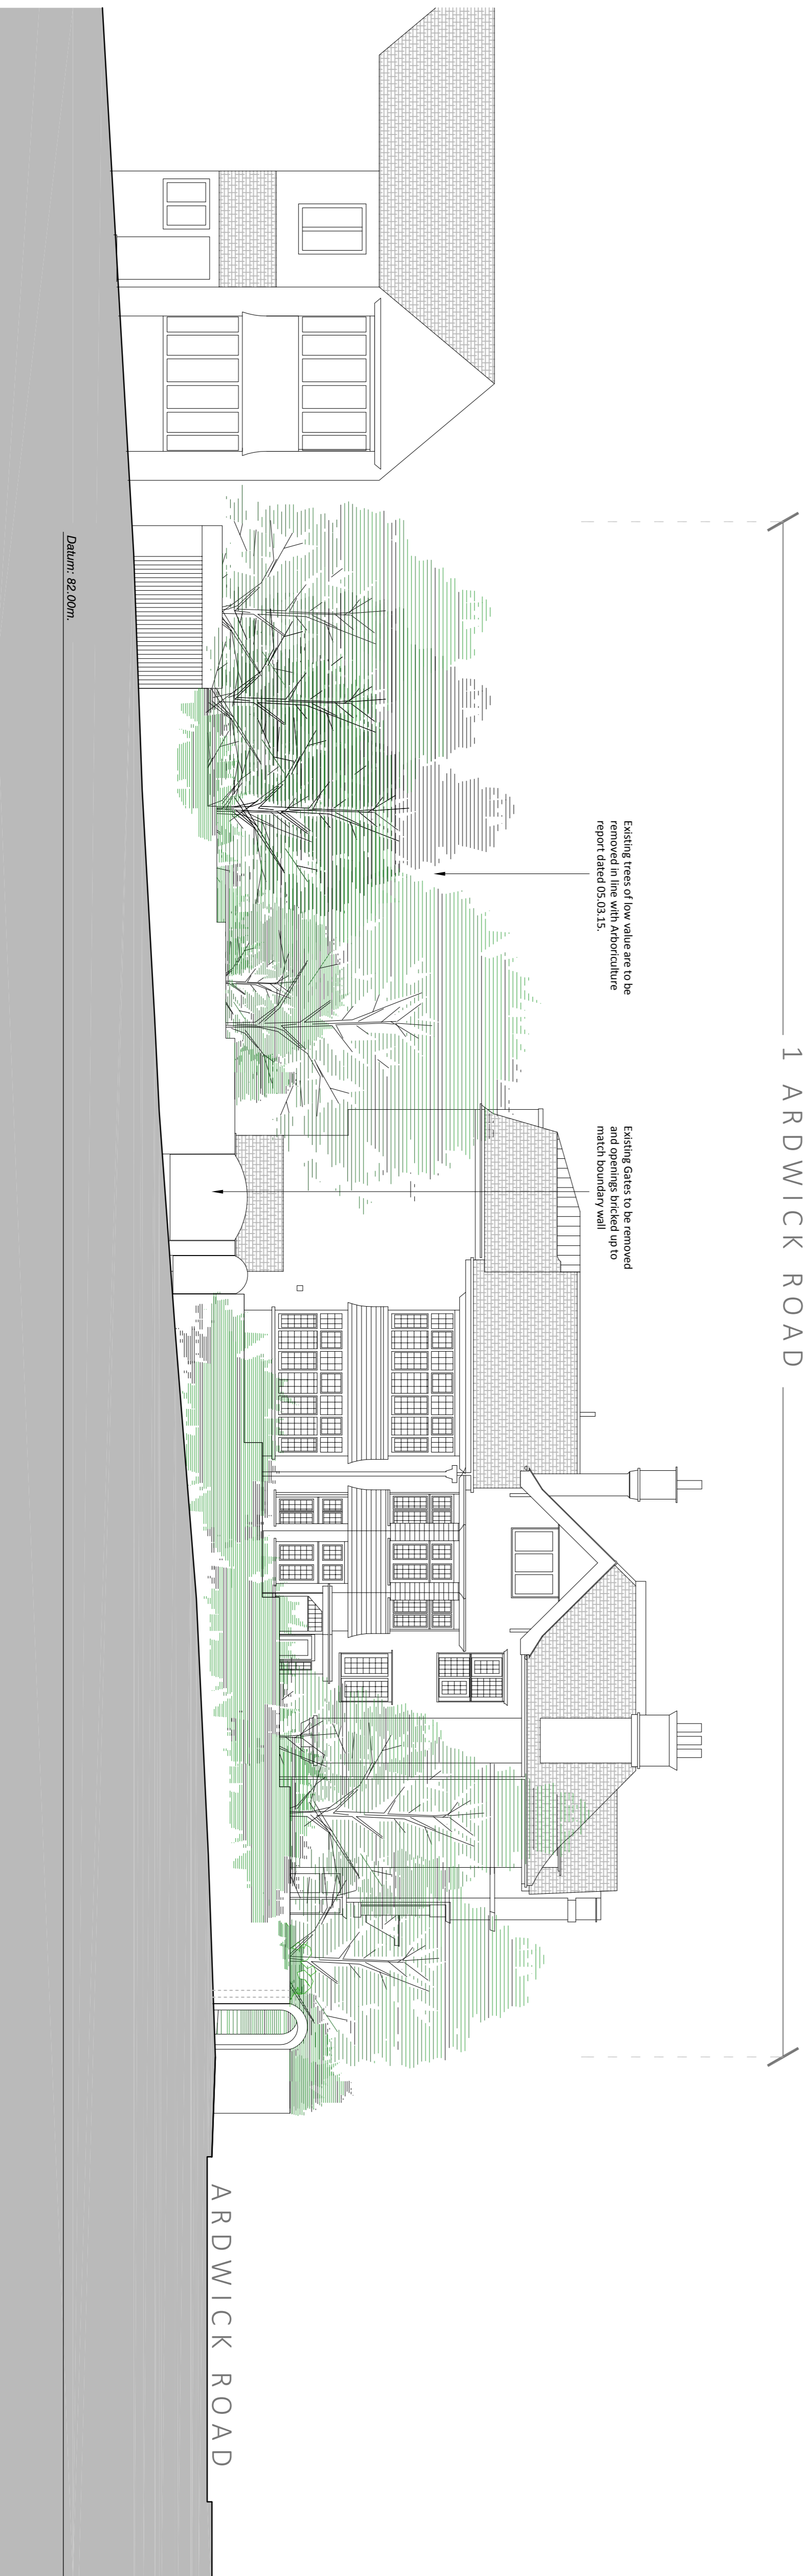 1 ARDWICK ROAD
Existing trees of low value are to be
removed in line with Arboriculture
report dated 05.03.15.
Existing Gates to be removed
and openings bricked up to
match boundary wall
ARDWICK ROAD
Datum: 82.00m.